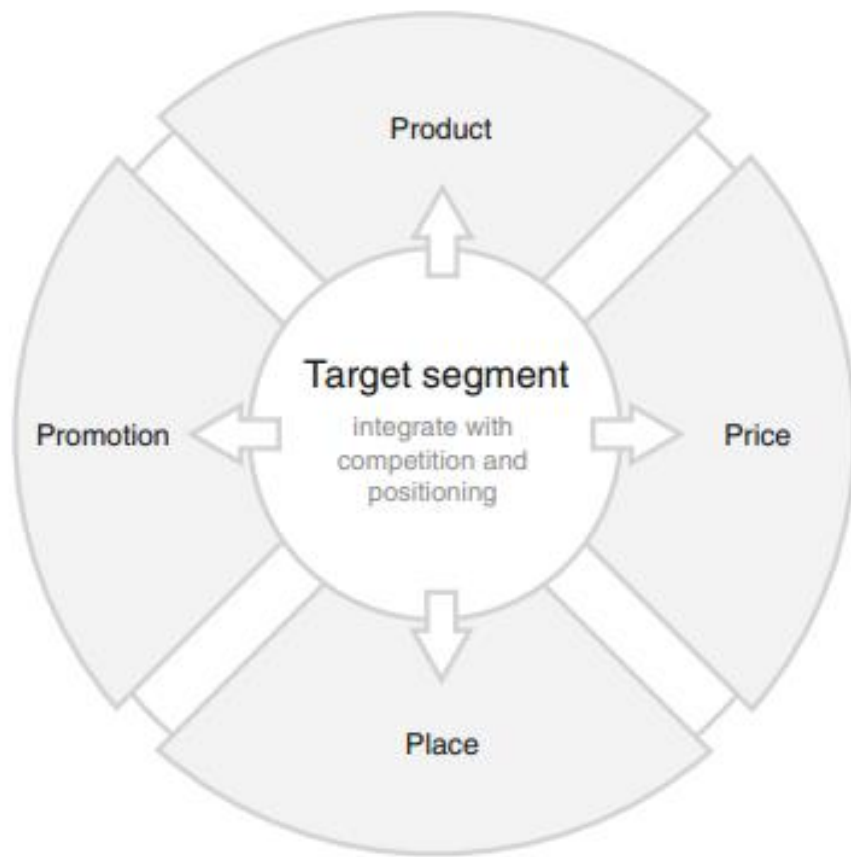 Product
Target segment
integrate with
competition and
positioning
Promotion
Price
Place